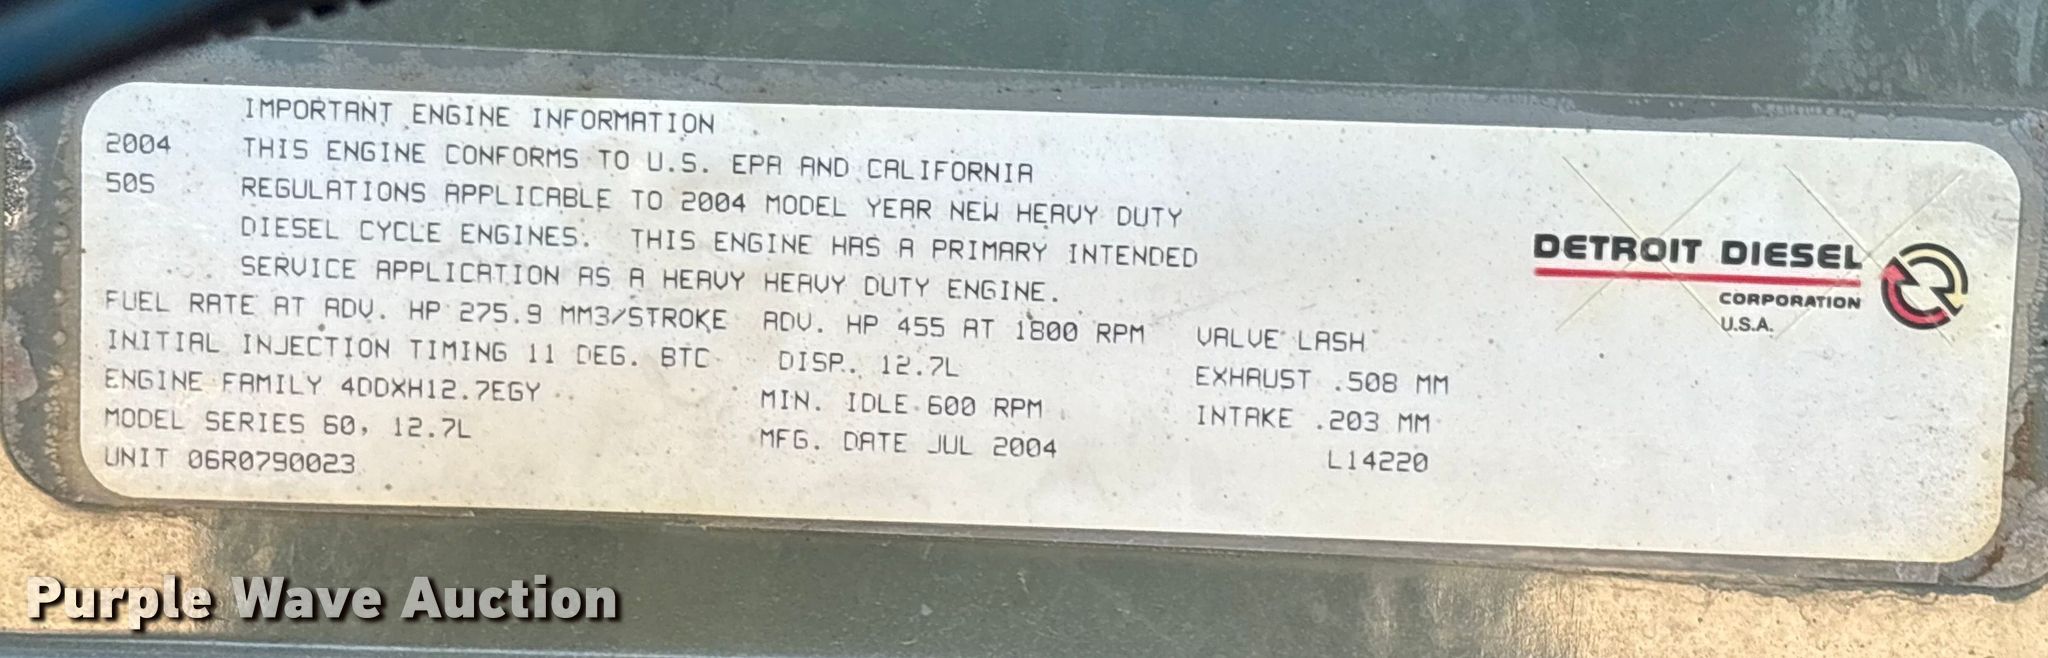 IMPORTANT ENGINE INFORMATION
2004 THIS ENGINE CONFORMS TO U.S. EPA AND CALIFORNIA
505 REGULATIONS APPLICABLE TO 2004 MODEL YEAR NEW HEAVY DUTY
DIESEL CYCLE ENGINES. THIS ENGINE HAS A PRIMARY INTENDED
SERVICE APPLICATION AS A HEAVY HEAVY DUTY ENGINE.
FUEL RATE AT ADV. HP 275.9 MM3/STROKE ADV. HP 455 AT 1800 RPM VALVE LASH
INITIAL INJECTION TIMING 11 DEG. BTC DISP. 12.7L EXHAUST .508 MM
ENGINE FAMILY 4DDXH12.7EGY MIN. IDLE 600 RPM INTAKE .203 MM
MODEL SERIES 60, 12.7L MFG. DATE JUL 2004 L14220
UNIT 06R0790023
DETROIT DIESEL
CORPORATION
U.S.A.
Purple Wave Auction